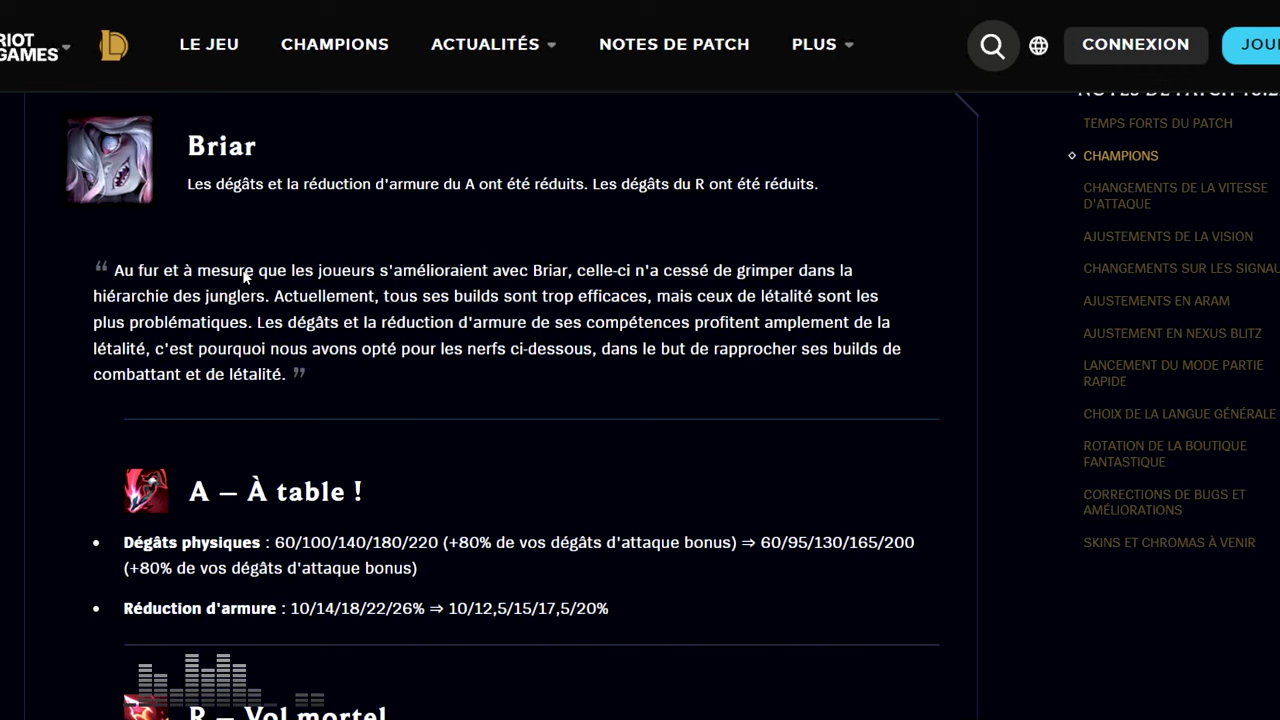 RIOT GAMES
LE JEU
CHAMPIONS
ACTUALITÉS
NOTES DE PATCH
PLUS
CONNEXION
Briar
Les dégâts et la réduction d'armure du A ont été réduits. Les dégâts du R ont été réduits.
“ Au fur et à mesure que les joueurs s'amélioraient avec Briar, celle-ci n'a cessé de grimper dans la
hiérarchie des junglers. Actuellement, tous ses builds sont trop efficaces, mais ceux de létalité sont les
plus problématiques. Les dégâts et la réduction d'armure de ses compétences profitent amplement de la
létalité, c'est pourquoi nous avons opté pour les nerfs ci-dessous, dans le but de rapprocher ses builds de
combattant et de létalité. ”
A – À table !
• Dégâts physiques : 60/100/140/180/220 (+80% de vos dégâts d'attaque bonus) ⇒ 60/95/130/165/200
(+80% de vos dégâts d'attaque bonus)
• Réduction d'armure : 10/14/18/22/26% ⇒ 10/12,5/15/17,5/20%
R – Vol mortel
NOTES DE PATCH
TEMPS FORTS DU PATCH
CHAMPIONS
CHANGEMENTS DE LA VITESSE
D'ATTAQUE
AJUSTEMENTS DE LA VISION
CHANGEMENTS SUR LES
AJUSTEMENTS EN ARAM
AJUSTEMENT EN NEXUS BLITZ
LANCEMENT DU MODE PARTIE
RAPIDE
CHOIX DE LA LANGUE GÉNÉRALE
ROTATION DE LA BOUTIQUE
FANTASTIQUE
CORRECTIONS DE BUGS ET
AMÉLIORATIONS
SKINS ET CHROMAS À VENIR